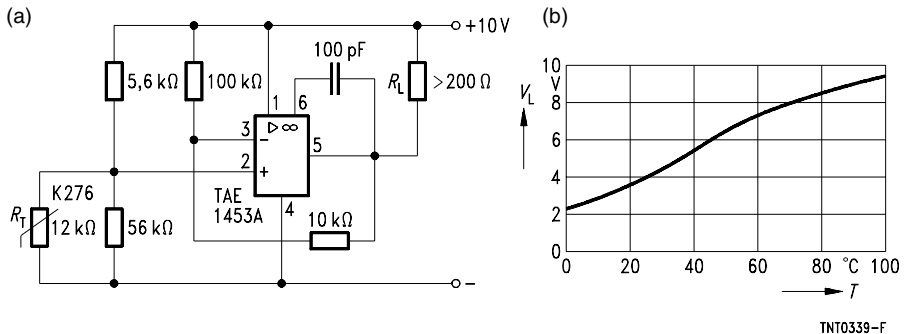 (a)
+10 V
100 pF
5,6 kΩ
100 kΩ
R_L
>200 Ω
1
6
▷ ∞
3
−
5
2
+
K276
TAE
1453A
4
R_T
12 kΩ
56 kΩ
10 kΩ
−
(b)
10
V
V_L
8
6
4
2
0
0 20 40 60 80 °C 100
T
TNT0339-F